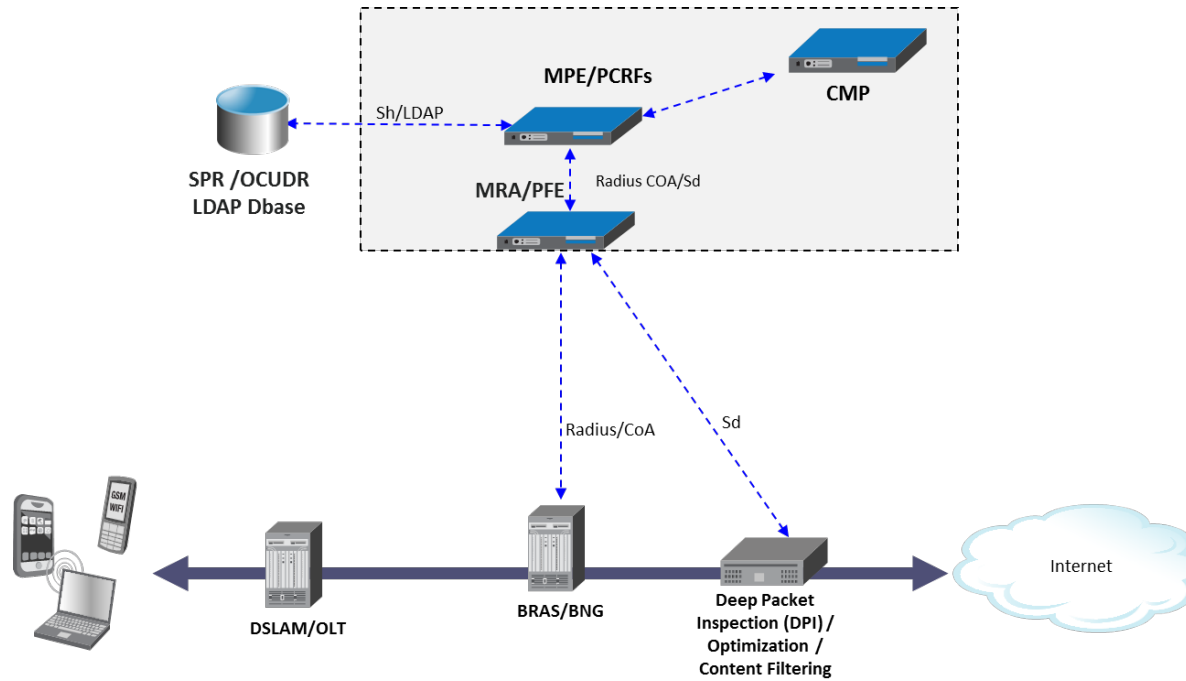 MPE/PCRFs
CMP
Sh/LDAP
SPR /OCUDR
LDAP Dbase
MRA/PFE
Radius COA/Sd
Radius/CoA
Sd
GSM
WIFI
Internet
DSLAM/OLT
BRAS/BNG
Deep Packet
Inspection (DPI) /
Optimization /
Content Filtering